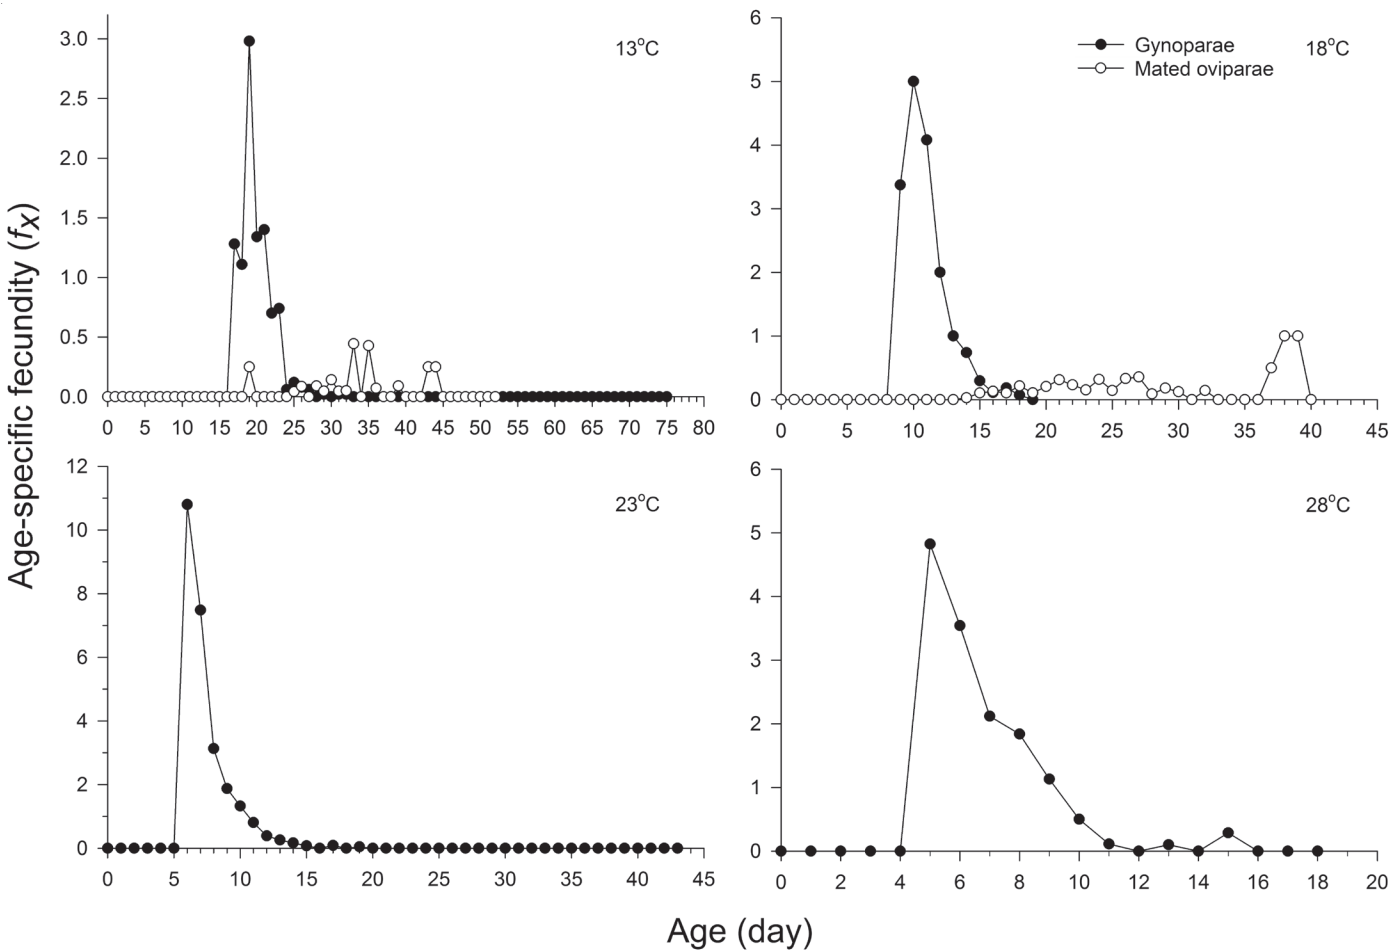 Age-specific fecundity (fx)
13°C
3.0
2.5
2.0
1.5
1.0
0.5
0.0
0 5 10 15 20 25 30 35 40 45 50 55 60 65 70 75 80
Gynoparae
Mated oviparae
18°C
6
5
4
3
2
1
0
0 5 10 15 20 25 30 35 40 45
23°C
12
10
8
6
4
2
0
0 5 10 15 20 25 30 35 40 45
28°C
6
5
4
3
2
1
0
0 2 4 6 8 10 12 14 16 18 20
Age (day)